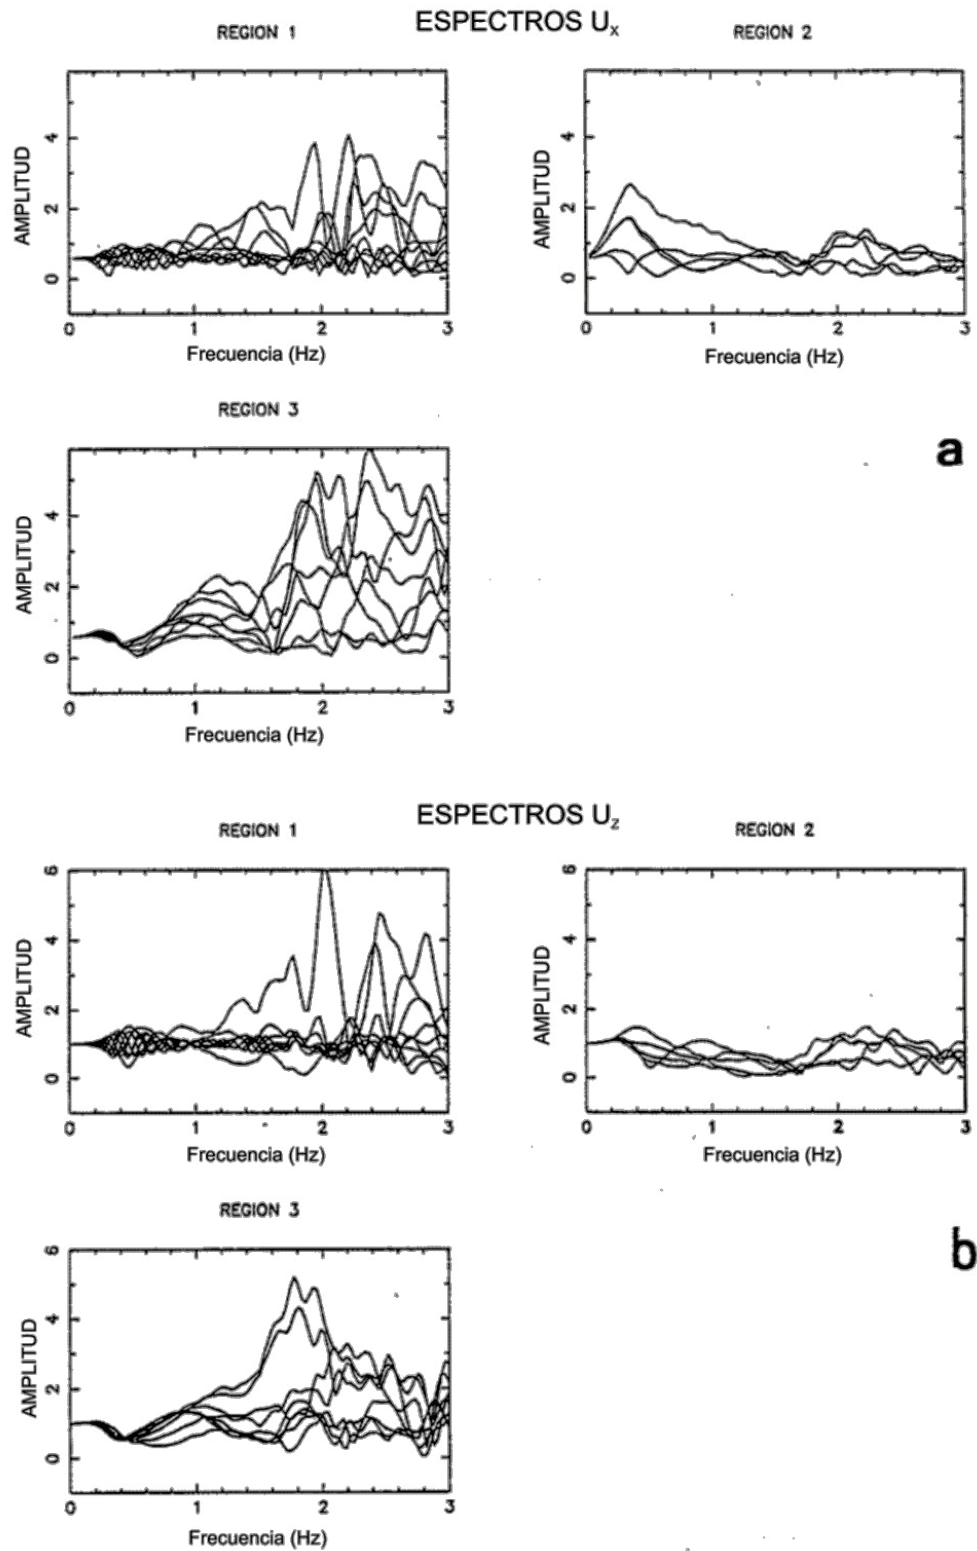 ESPECTROS Ux
REGION 1
REGION 2
AMPLITUD
4
2
0
0 1 2 3
Frecuencia (Hz)
AMPLITUD
4
2
0
0 1 2 3
Frecuencia (Hz)
REGION 3
AMPLITUD
4
2
0
0 1 2 3
Frecuencia (Hz)
a
ESPECTROS Uz
REGION 1
REGION 2
AMPLITUD
6
4
2
0
0 1 2 3
Frecuencia (Hz)
AMPLITUD
6
4
2
0
0 1 2 3
Frecuencia (Hz)
REGION 3
AMPLITUD
6
4
2
0
0 1 2 3
Frecuencia (Hz)
b